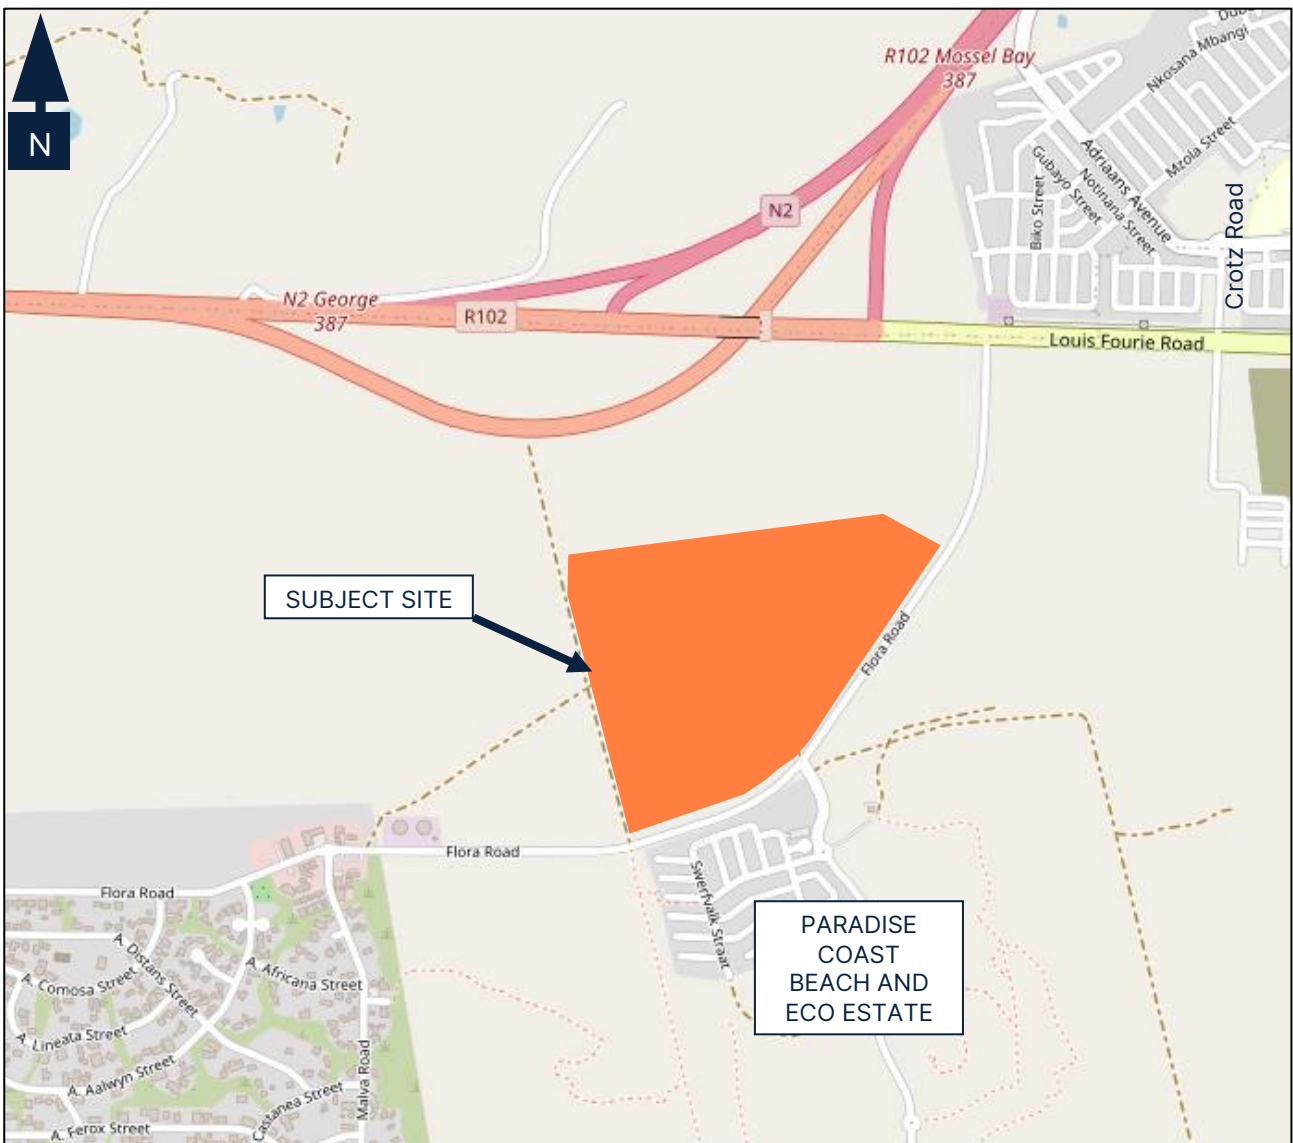 Dub
R102 Mossel Bay
387
Nkosana Mbangi
N
Mzola Street
Adriaans Avenue
Gubayo Street
Notinana Street
Biko Street
Crotz Road
N2
N2 George
387
R102
Louis Fourie Road
SUBJECT SITE
Flora Road
Flora Road
Flora Road
Swerfvalk Straat
PARADISE
COAST
BEACH AND
ECO ESTATE
A. Distans Street
A. Africana Street
A. Comosa Street
A. Lineata Street
A. Aalwyn Street
Malva Road
Castanea Street
A. Ferox Street